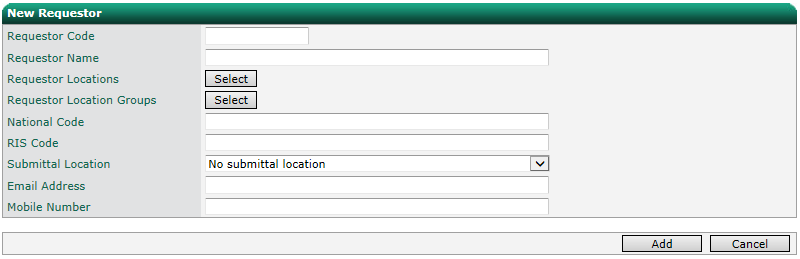 New Requestor
Requestor Code
Requestor Name
Requestor Locations Select
Requestor Location Groups Select
National Code
RIS Code
Submittal Location No submittal location
Email Address
Mobile Number
Add Cancel